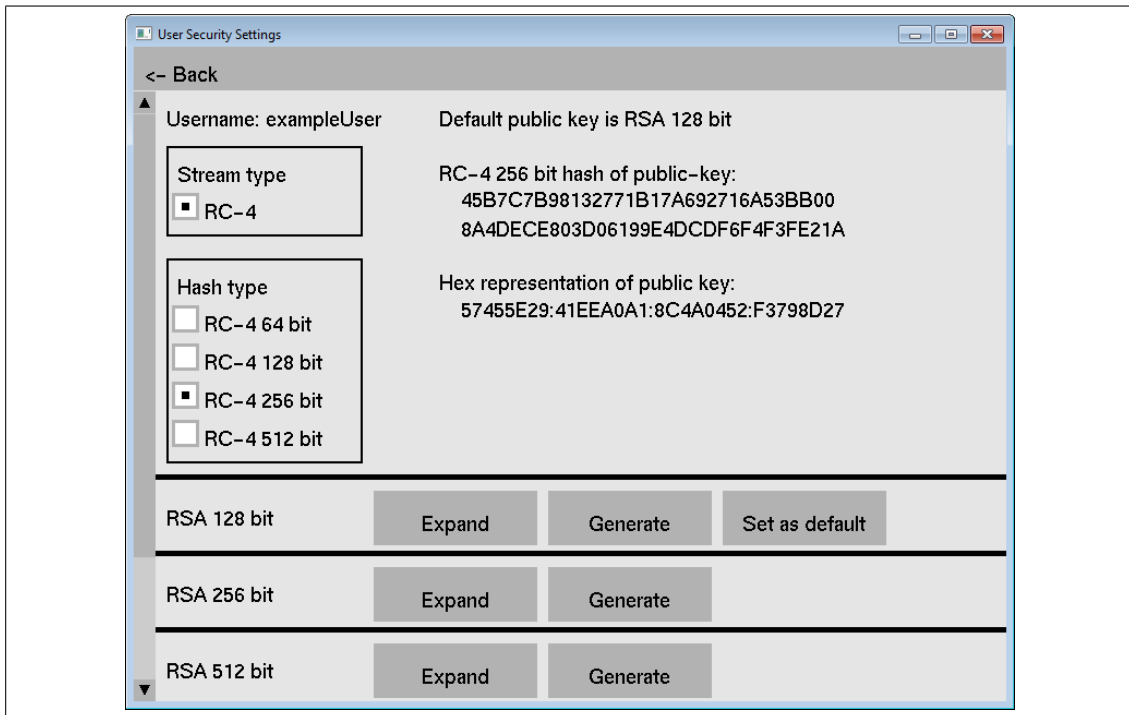 User Security Settings
<- Back
Username: exampleUser
Default public key is RSA 128 bit
Stream type
RC-4
RC-4 256 bit hash of public-key:
45B7C7B98132771B17A692716A53BB00
8A4DECE803D06199E4DCDF6F4F3FE21A
Hash type
RC-4 64 bit
RC-4 128 bit
RC-4 256 bit
RC-4 512 bit
Hex representation of public key:
57455E29:41EEA0A1:8C4A0452:F3798D27
RSA 128 bit Expand Generate Set as default
RSA 256 bit Expand Generate
RSA 512 bit Expand Generate